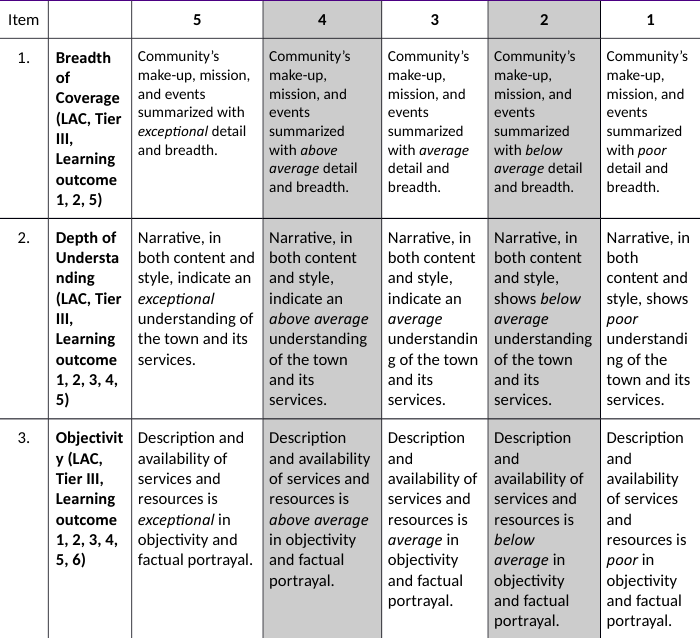 Item 5 4 3 2 1
1.
Breadth
of
Coverage
(LAC, Tier
III,
Learning
outcome
1, 2, 5)
Community’s
make-up, mission,
and events
summarized with
exceptional detail
and breadth.
Community’s
make-up,
mission, and
events
summarized
with above
average detail
and breadth.
Community’s
make-up,
mission, and
events
summarized
with average
detail and
breadth.
Community’s
make-up,
mission, and
events
summarized
with below
average detail
and breadth.
Community’s
make-up,
mission, and
events
summarized
with poor
detail and
breadth.
2.
Depth of
Understa
nding
(LAC, Tier
III,
Learning
outcome
1, 2, 3, 4,
5)
Narrative, in
both content and
style, indicate an
exceptional
understanding of
the town and its
services.
Narrative, in
both content
and style,
indicate an
above average
understanding
of the town
and its
services.
Narrative, in
both content
and style,
indicate an
average
understandin
g of the town
and its
services.
Narrative, in
both content
and style,
shows below
average
understanding
of the town
and its
services.
Narrative, in
both
content and
style, shows
poor
understandi
ng of the
town and its
services.
3.
Objectivit
y (LAC,
Tier III,
Learning
outcome
1, 2, 3, 4,
5, 6)
Description and
availability of
services and
resources is
exceptional in
objectivity and
factual portrayal.
Description
and availability
of services and
resources is
above average
in objectivity
and factual
portrayal.
Description
and
availability of
services and
resources is
average in
objectivity
and factual
portrayal.
Description
and
availability of
services and
resources is
below
average in
objectivity
and factual
portrayal.
Description
and
availability
of services
and
resources is
poor in
objectivity
and factual
portrayal.